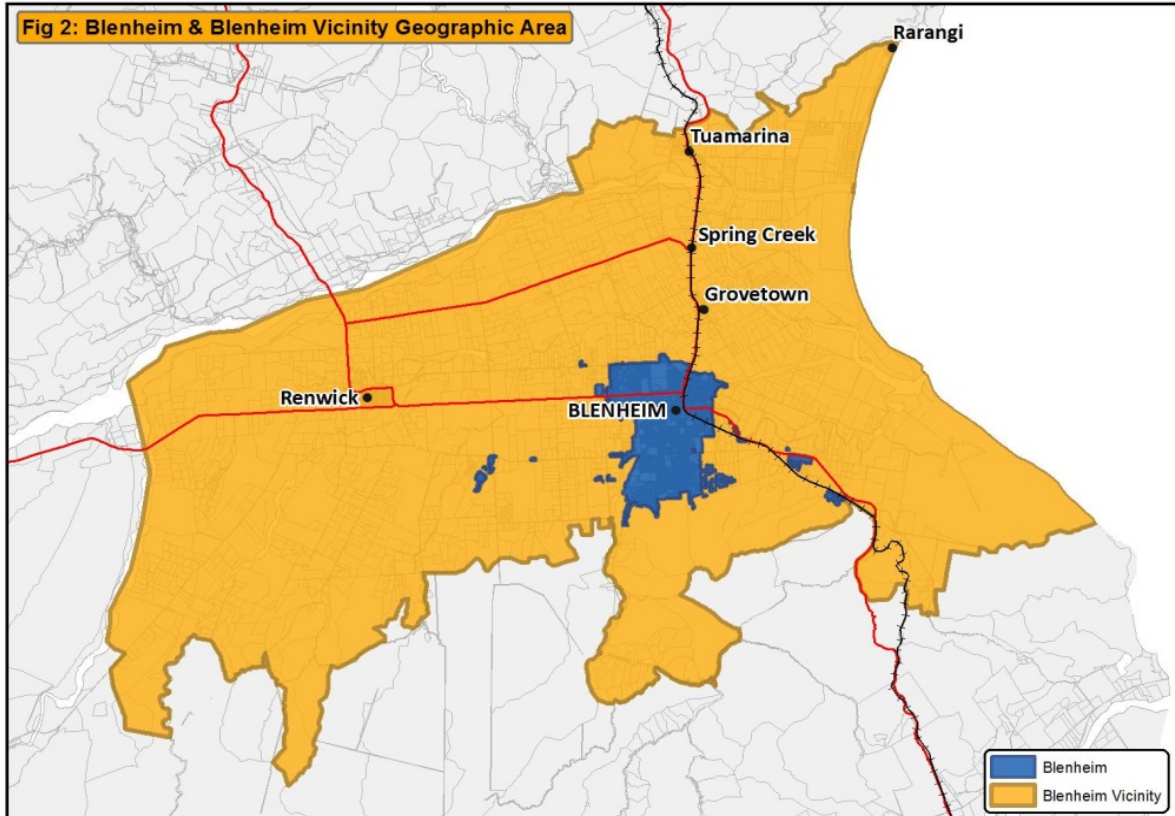 Fig 2: Blenheim & Blenheim Vicinity Geographic Area
Rarangi
Tuamarina
Spring Creek
Grovetown
Renwick
BLENHEIM
Blenheim
Blenheim Vicinity